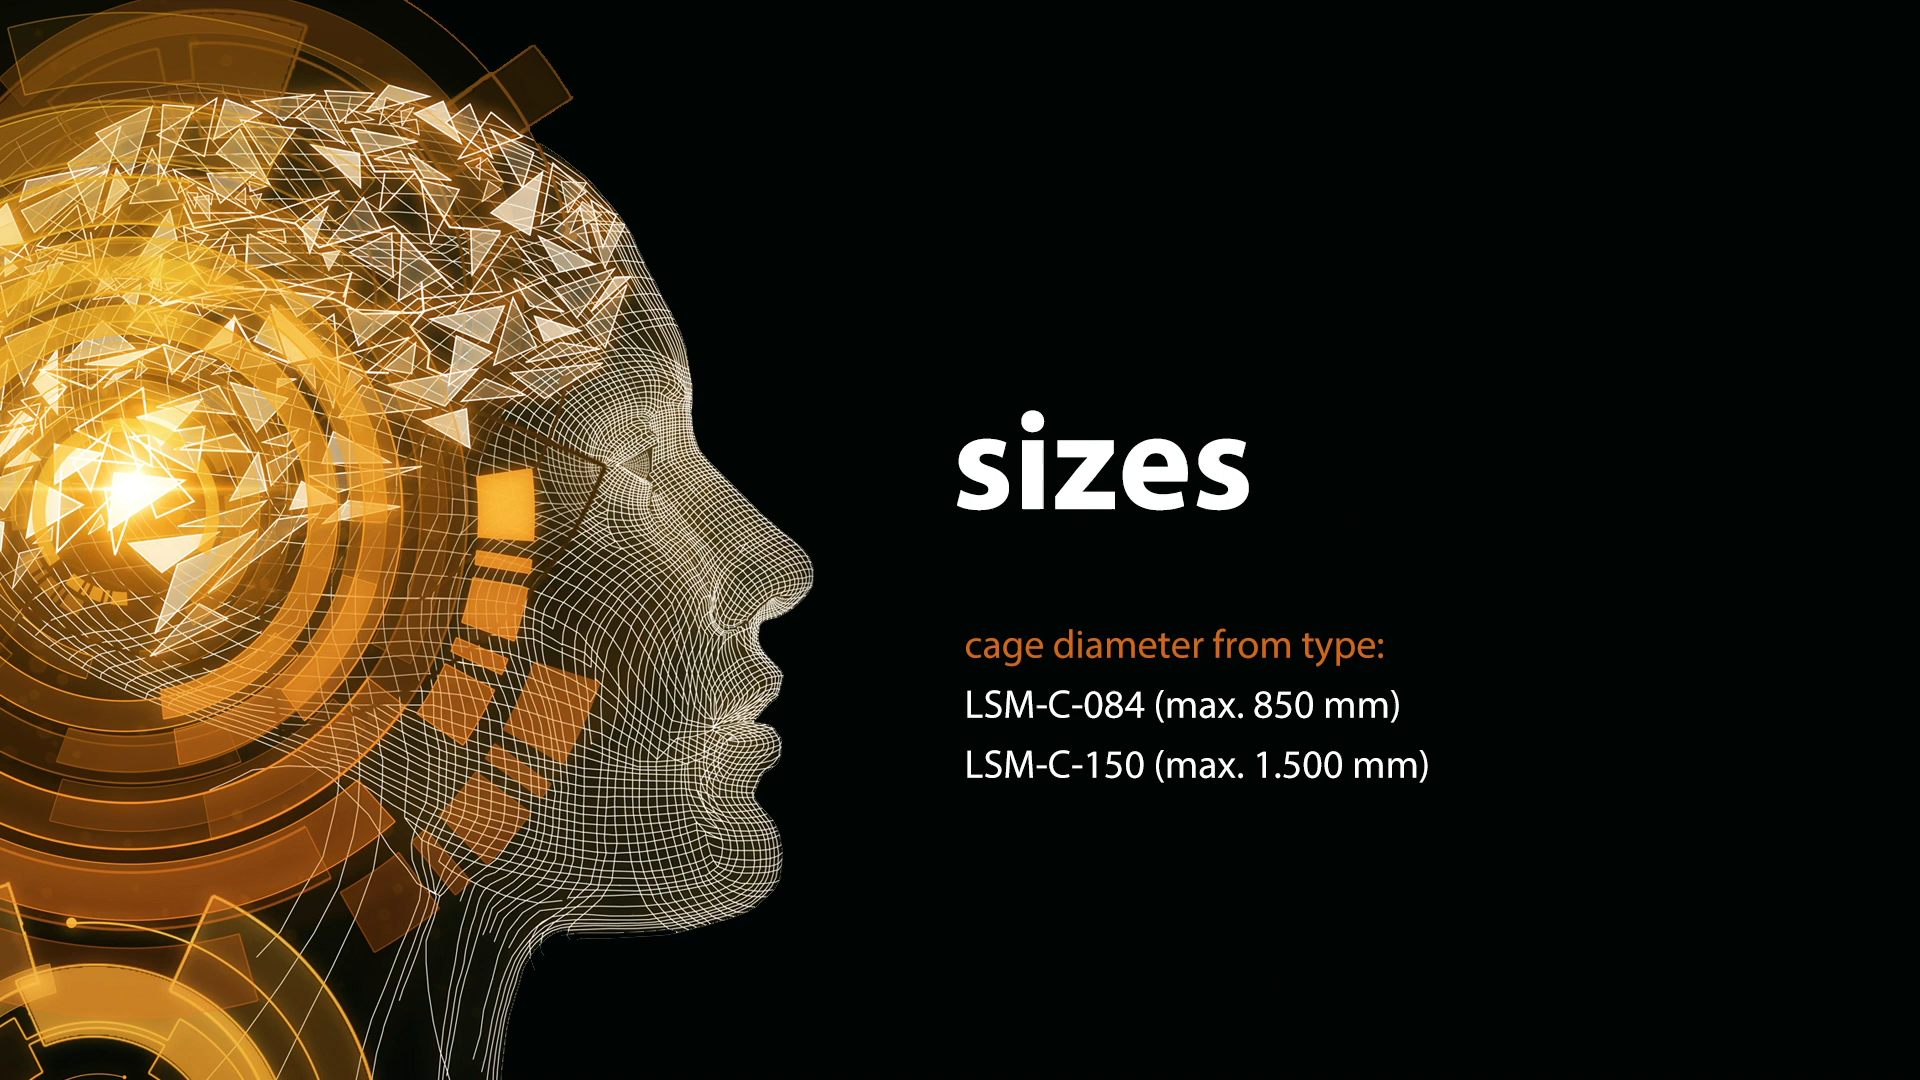 sizes
cage diameter from type:
LSM-C-084 (max. 850 mm)
LSM-C-150 (max. 1.500 mm)